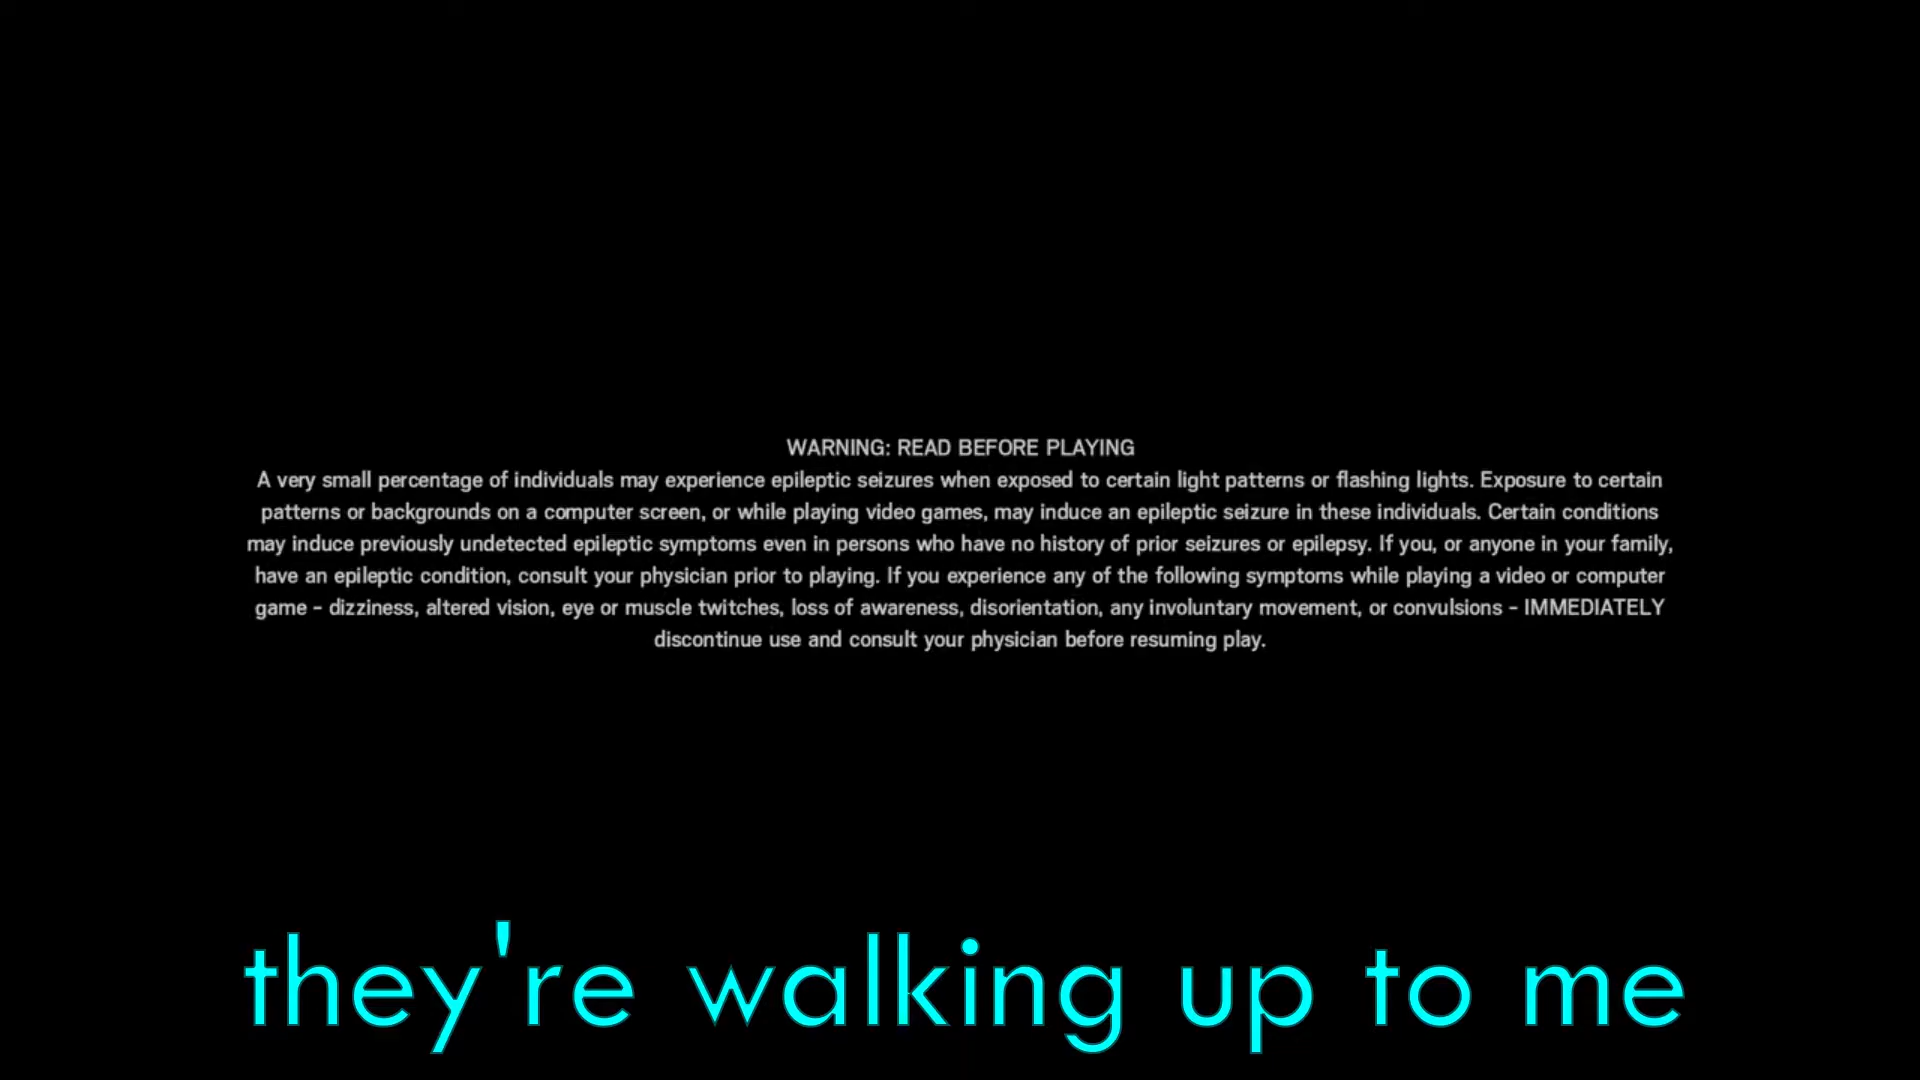 WARNING: READ BEFORE PLAYING
A very small percentage of individuals may experience epileptic seizures when exposed to certain light patterns or flashing lights. Exposure to certain
patterns or backgrounds on a computer screen, or while playing video games, may induce an epileptic seizure in these individuals. Certain conditions
may induce previously undetected epileptic symptoms even in persons who have no history of prior seizures or epilepsy. If you, or anyone in your family,
have an epileptic condition, consult your physician prior to playing. If you experience any of the following symptoms while playing a video or computer
game - dizziness, altered vision, eye or muscle twitches, loss of awareness, disorientation, any involuntary movement, or convulsions - IMMEDIATELY
discontinue use and consult your physician before resuming play.
they're walking up to me